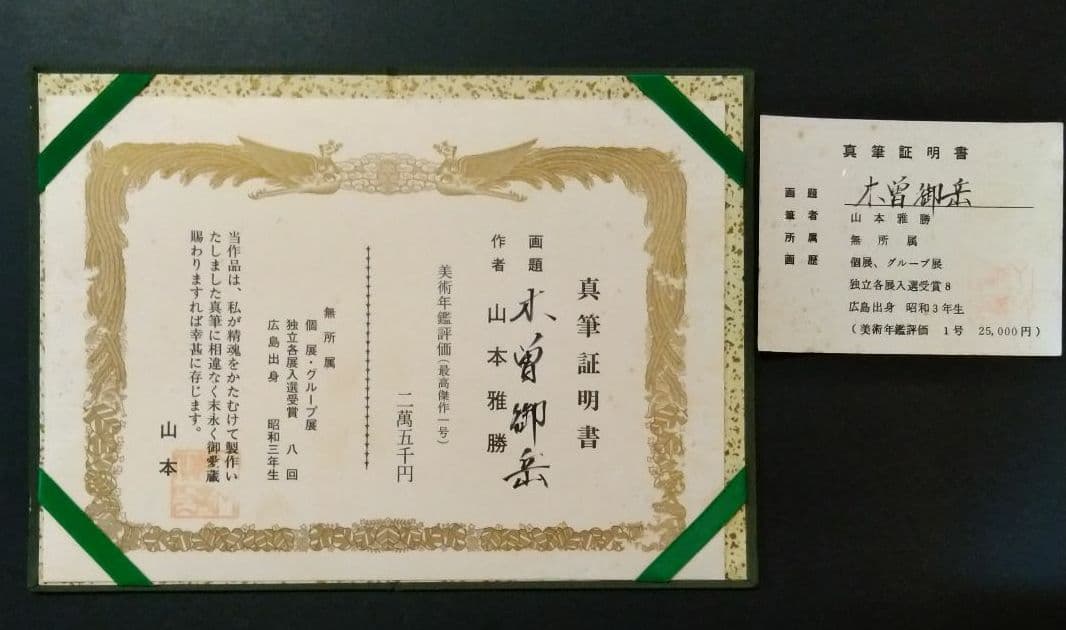 真筆証明書
画題 木曽御岳
作者 山本雅勝
美術年鑑評価(最高傑作一号)
二萬五千円
無所属
個展・グループ展
独立各展入選受賞 八回
広島出身 昭和三年生
当作品は、私が精魂をかたむけて製作い
たしました真筆に相違なく末永く御愛蔵
賜わりますれば幸甚に存じます。
山本
真筆証明書
画題 木曽御岳
筆者 山本雅勝
所属 無所属
画歴 個展、グループ展
独立各展入選受賞8
広島出身 昭和3年生
(美術年鑑評価 1号 25,000円)